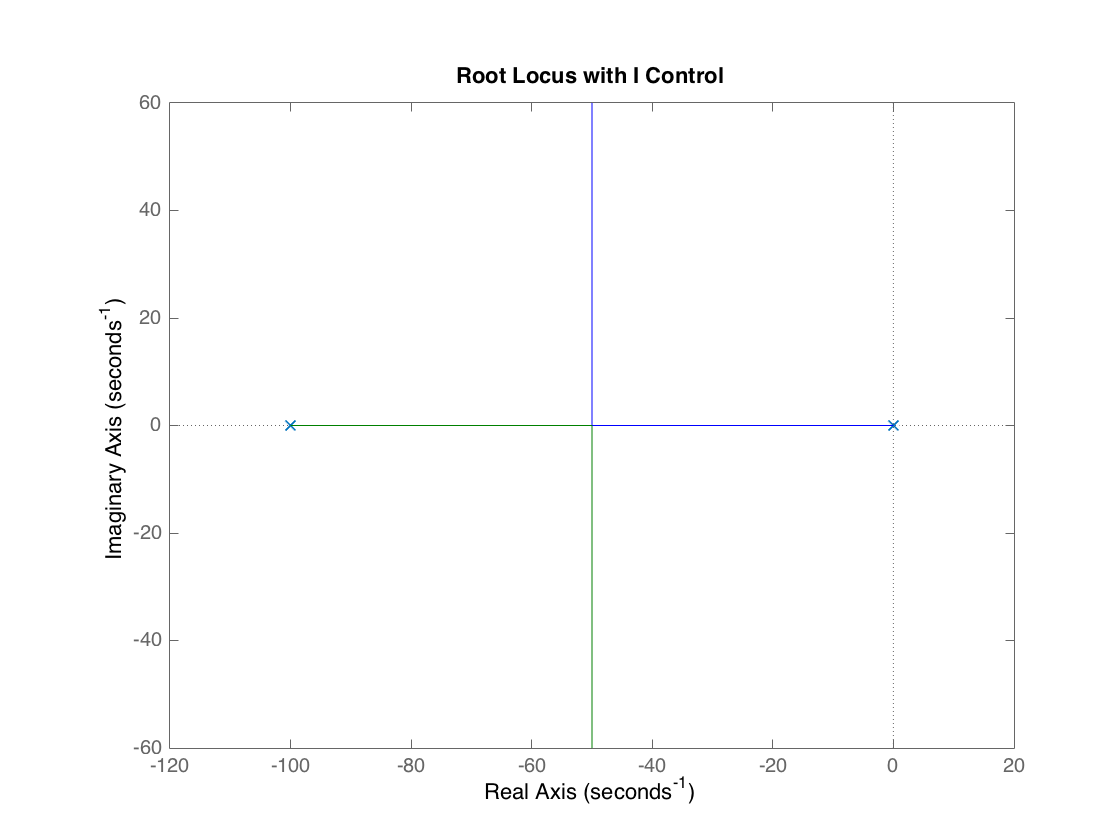 Root Locus with I Control
60
40
20
0
-20
-40
-60
Imaginary Axis (seconds⁻¹)
-120 -100 -80 -60 -40 -20 0 20
Real Axis (seconds⁻¹)